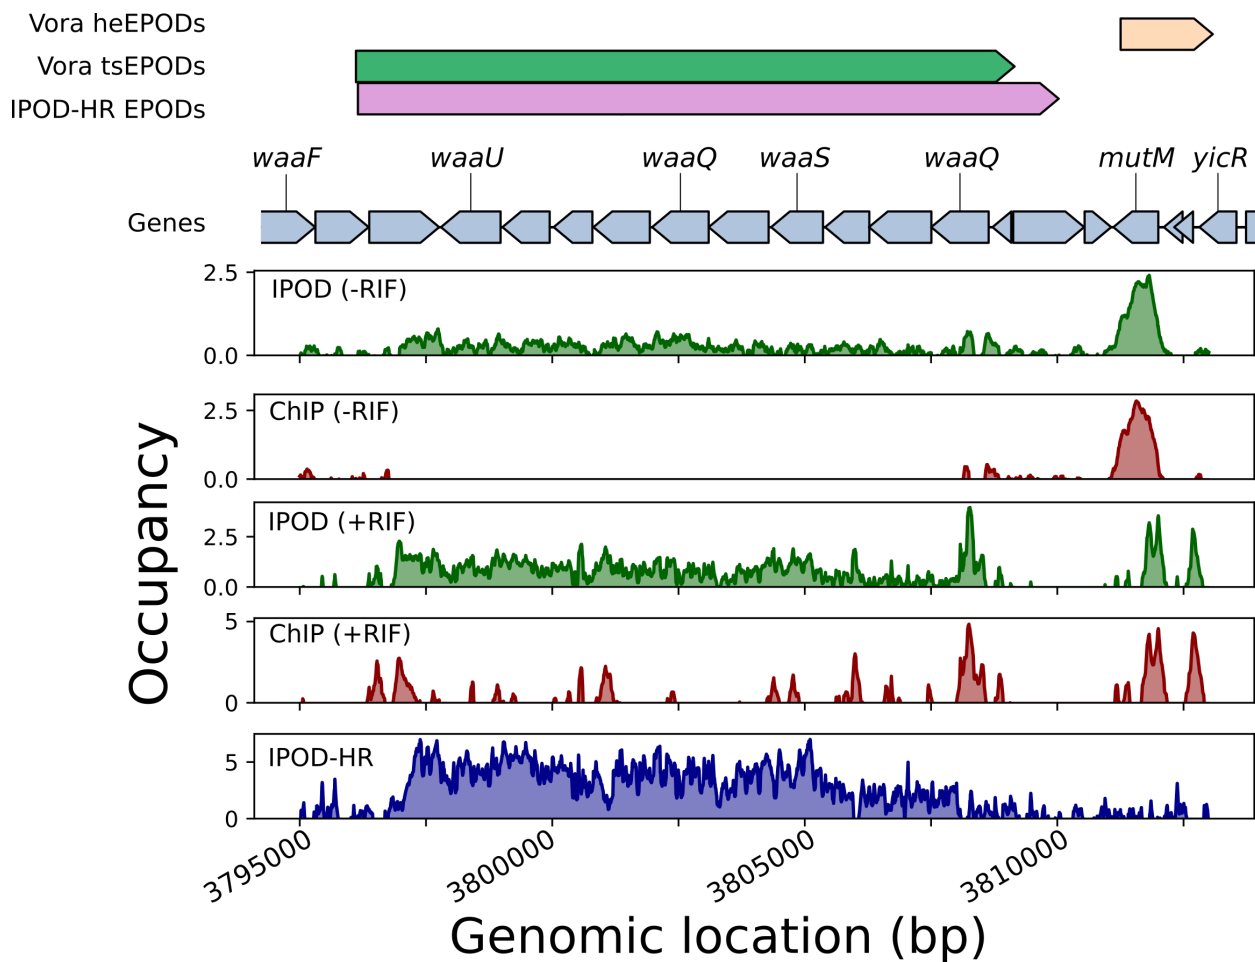 Vora heEPODs
Vora tsEPODs
IPOD-HR EPODs
waaF waaU waaQ waaS waaQ mutM yicR
Genes
2.5
IPOD (-RIF)
0.0
2.5
ChIP (-RIF)
0.0
IPOD (+RIF)
2.5
0.0
5
ChIP (+RIF)
0
IPOD-HR
5
0
Occupancy
3795000 3800000 3805000 3810000
Genomic location (bp)